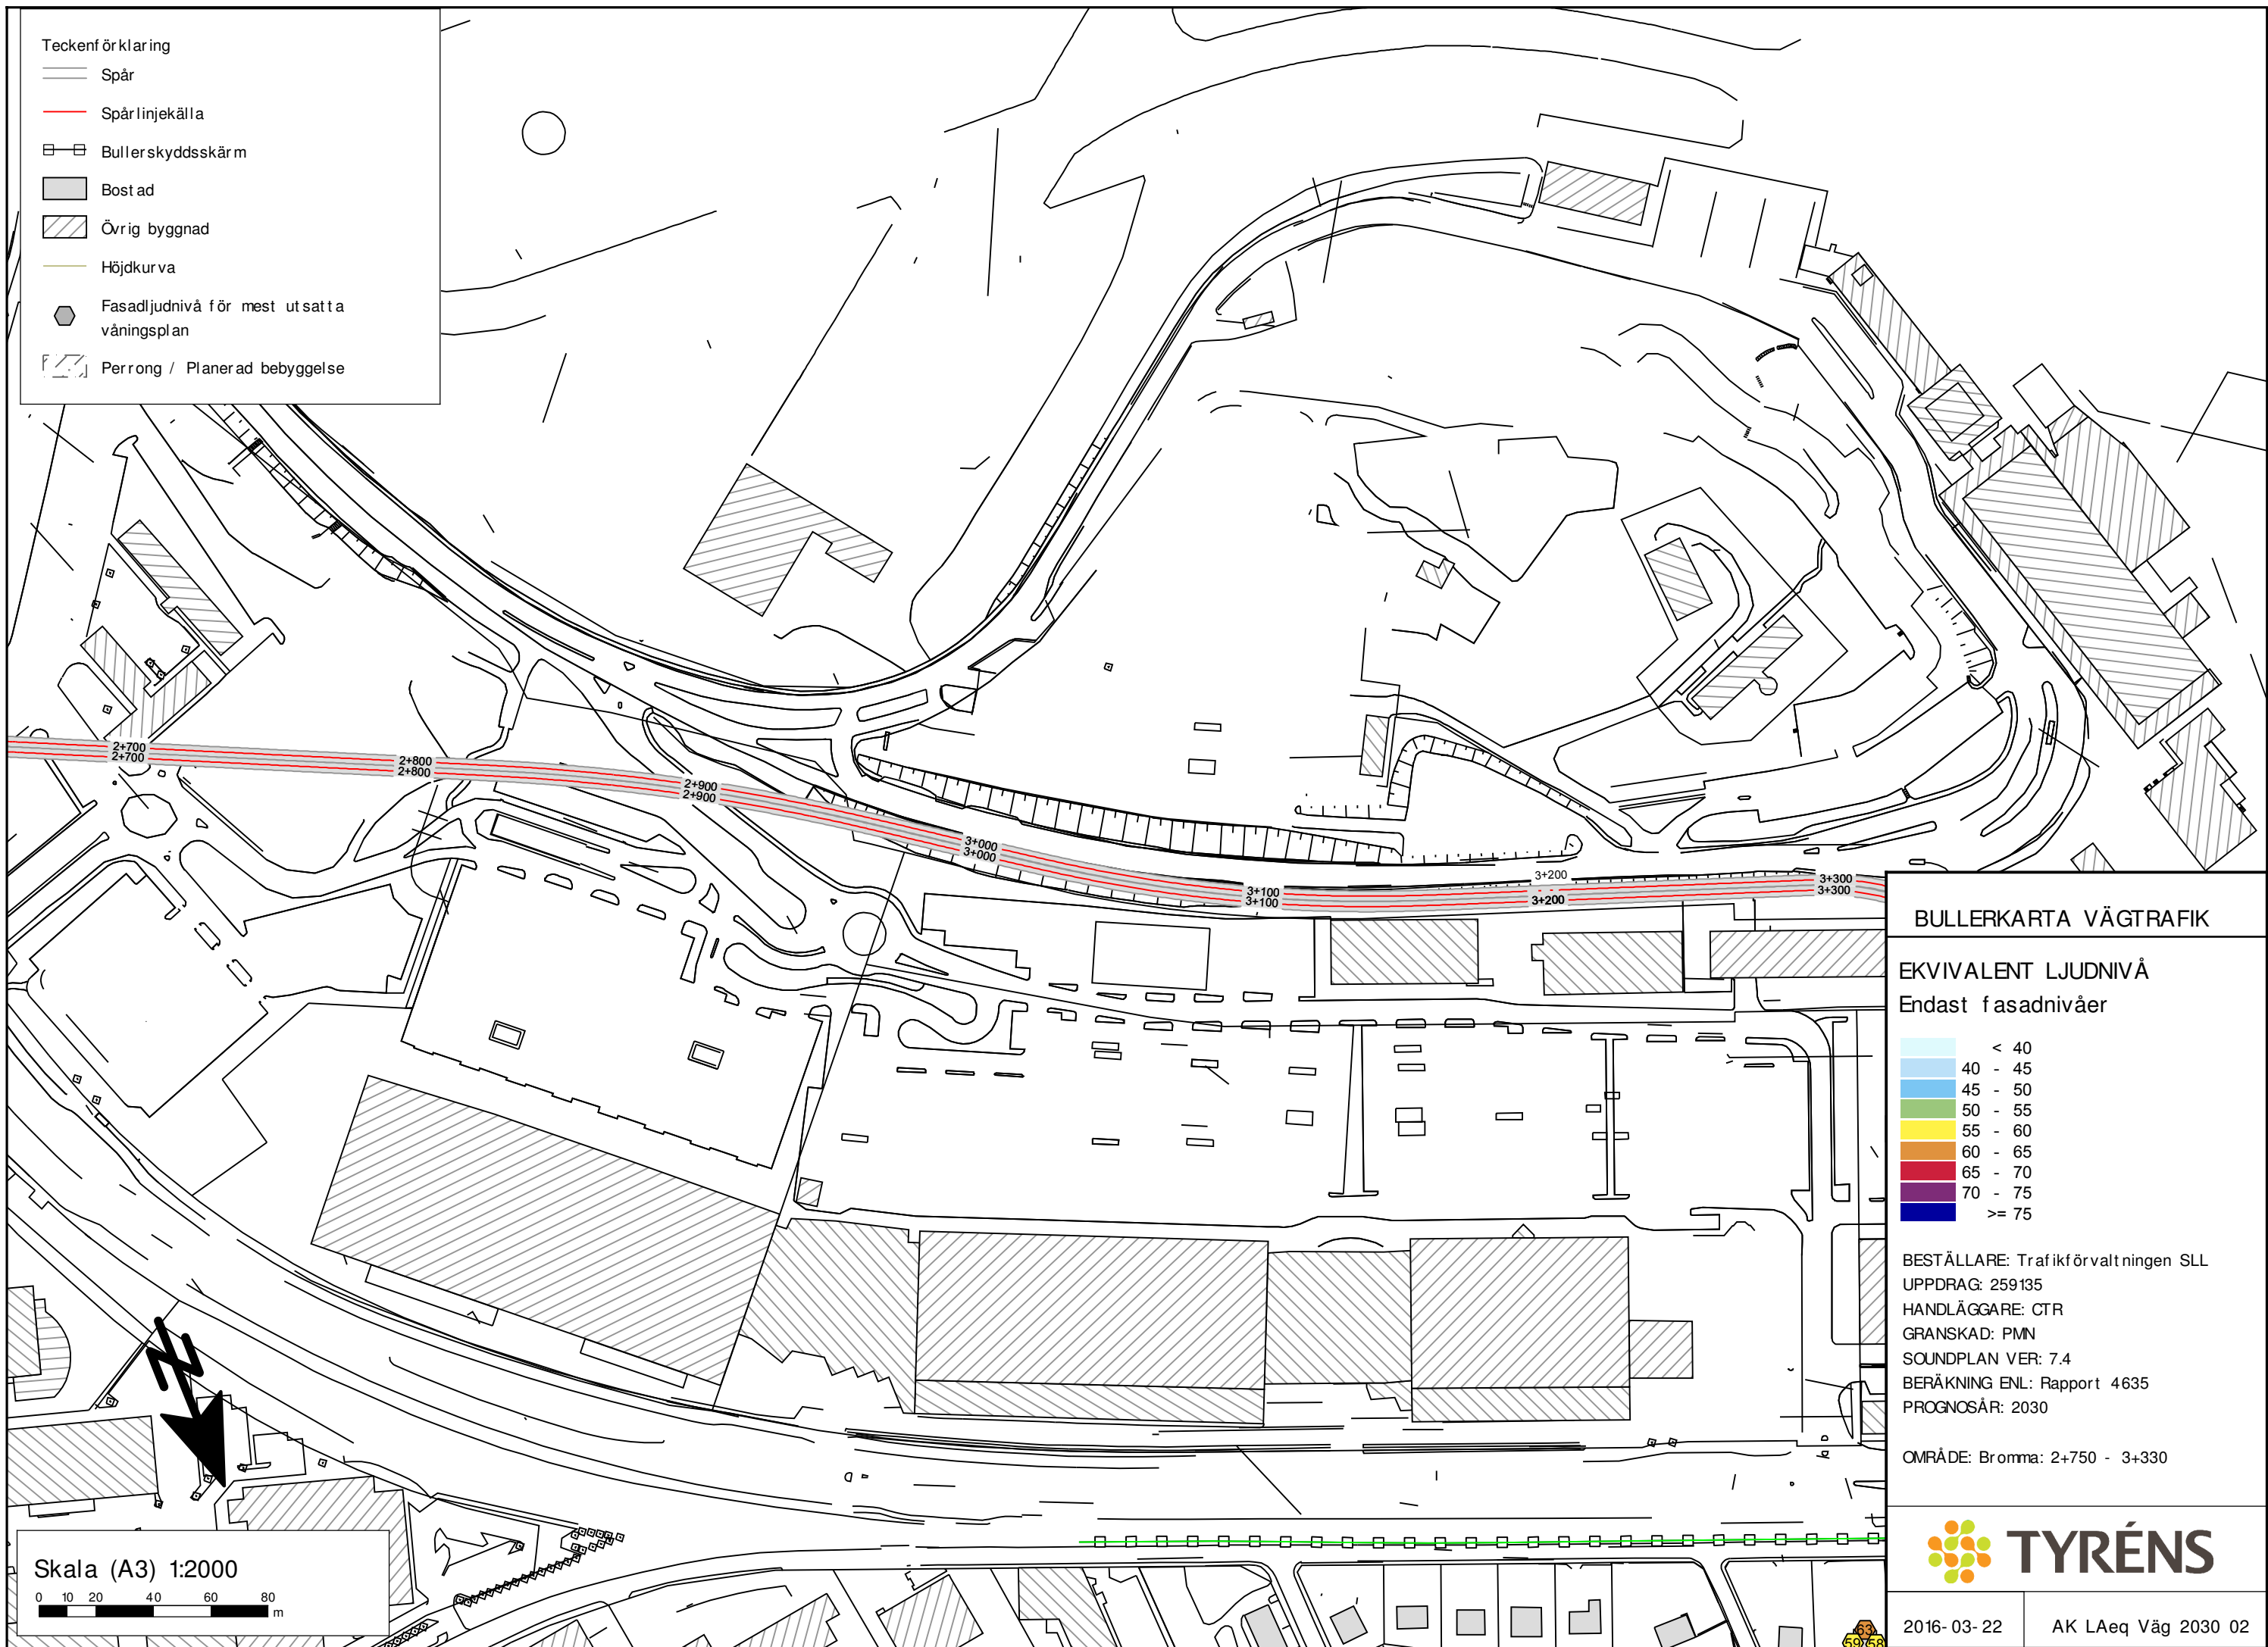 Teckenförklaring
Spår
Spårlinjekälla
Bullerskyddsskärm
Bostad
Övrig byggnad
Höjdkurva
Fasadljudnivå för mest utsatta
våningsplan
Perrong / Planerad bebyggelse
2+700
2+700
2+800
2+800
2+900
2+900
3+000
3+000
3+100
3+100
3+200
3+200
3+300
3+300
BULLERKARTA VÄGTRAFIK
EKVIVALENT LJUDNIVÅ
Endast fasadnivåer
< 40
40 - 45
45 - 50
50 - 55
55 - 60
60 - 65
65 - 70
70 - 75
>= 75
BESTÄLLARE: Trafikförvaltningen SLL
UPPDRAG: 259135
HANDLÄGGARE: CTR
GRANSKAD: PMN
SOUNDPLAN VER: 7.4
BERÄKNING ENL: Rapport 4635
PROGNOSÅR: 2030
OMRÅDE: Bromma: 2+750 - 3+330
TYRÉNS
2016-03-22
AK LAeq Väg 2030 02
Skala (A3) 1:2000
0 10 20 40 60 80
m
N
63
59 58